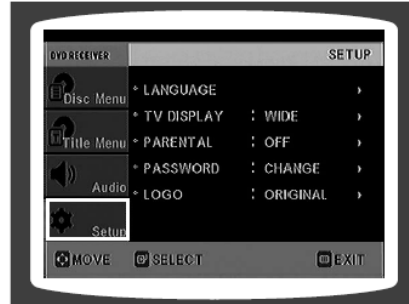 DVD RECEIVER SETUP
Disc Menu
Title Menu
Audio
Setup
LANGUAGE
TV DISPLAY : WIDE
PARENTAL : OFF
PASSWORD : CHANGE
LOGO : ORIGINAL
MOVE SELECT EXIT